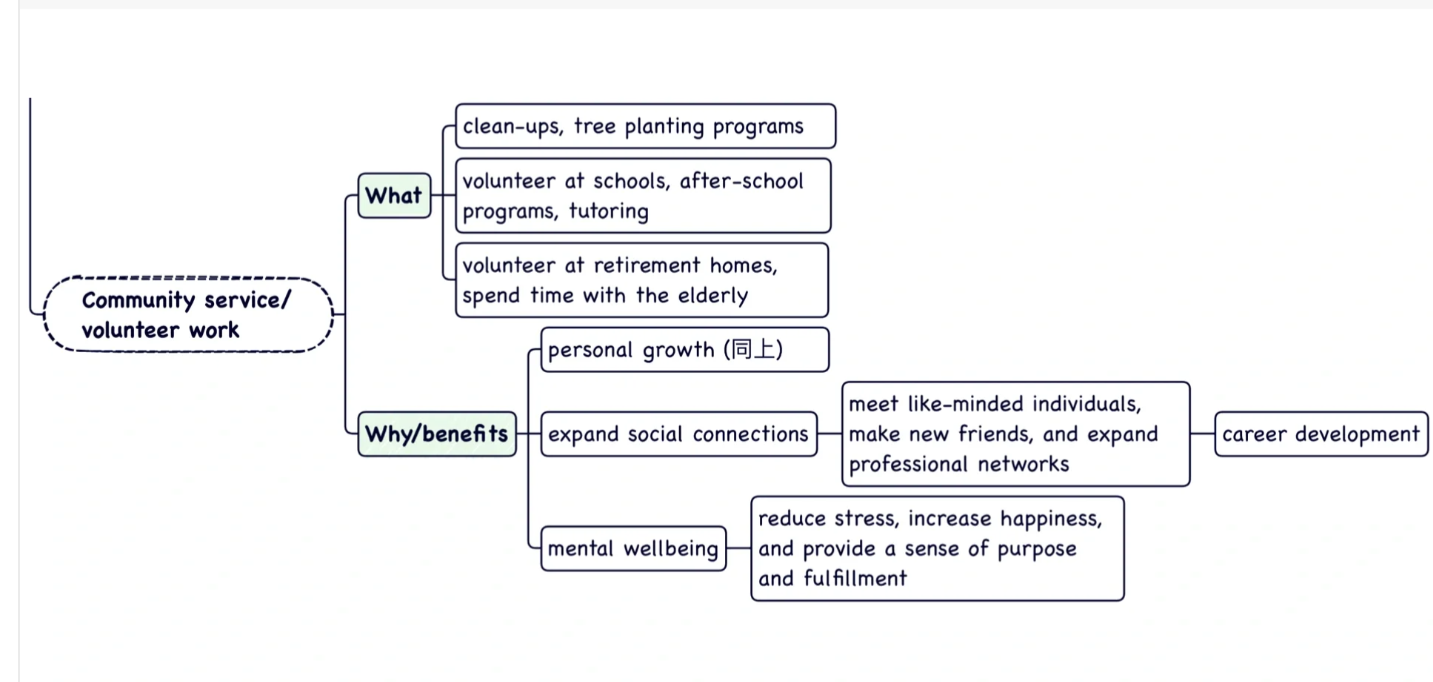 clean-ups, tree planting programs
What
volunteer at schools, after-school
programs, tutoring
volunteer at retirement homes,
spend time with the elderly
Community service/
volunteer work
personal growth (同上)
Why/benefits
expand social connections
meet like-minded individuals,
make new friends, and expand
professional networks
career development
mental wellbeing
reduce stress, increase happiness,
and provide a sense of purpose
and fulfillment